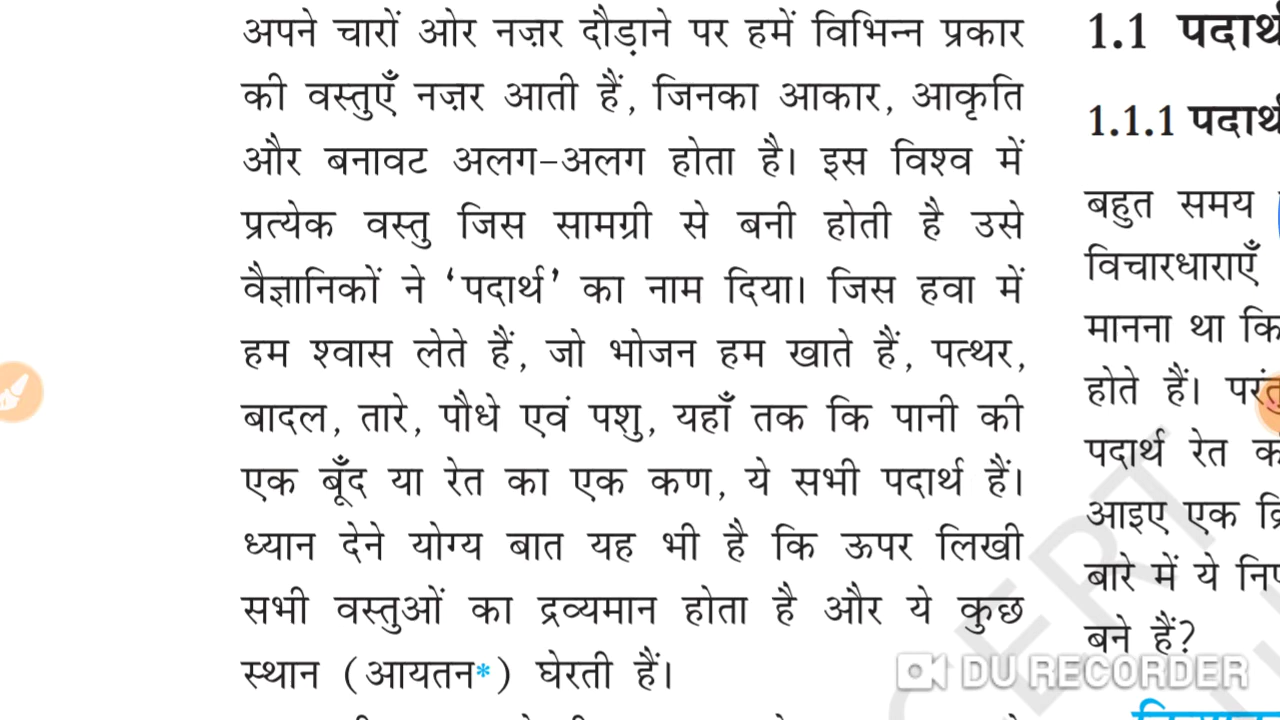 अपने चारों ओर नज़र दौड़ाने पर हमें विभिन्न प्रकार
की वस्तुएँ नज़र आती हैं, जिनका आकार, आकृति
और बनावट अलग-अलग होता है। इस विश्व में
प्रत्येक वस्तु जिस सामग्री से बनी होती है उसे
वैज्ञानिकों ने ‘पदार्थ’ का नाम दिया। जिस हवा में
हम श्वास लेते हैं, जो भोजन हम खाते हैं, पत्थर,
बादल, तारे, पौधे एवं पशु, यहाँ तक कि पानी की
एक बूँद या रेत का एक कण, ये सभी पदार्थ हैं।
ध्यान देने योग्य बात यह भी है कि ऊपर लिखी
सभी वस्तुओं का द्रव्यमान होता है और ये कुछ
स्थान (आयतन*) घेरती हैं।
1.1 पदार्थ
1.1.1 पदार्थ
बहुत समय
विचारधाराएँ
मानना था कि
होते हैं। परंतु
पदार्थ रेत
आइए एक
बारे में ये
बने हैं?
DU RECORDER